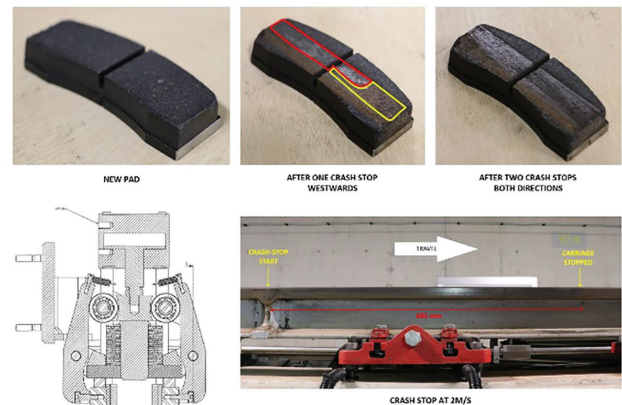 NEW PAD
AFTER ONE CRASH STOP
WESTWARDS
AFTER TWO CRASH STOPS
BOTH DIRECTIONS
TRAVEL
CRASH-STOP
START
CARRIAGE
STOPPED
CRASH STOP AT 2M/S